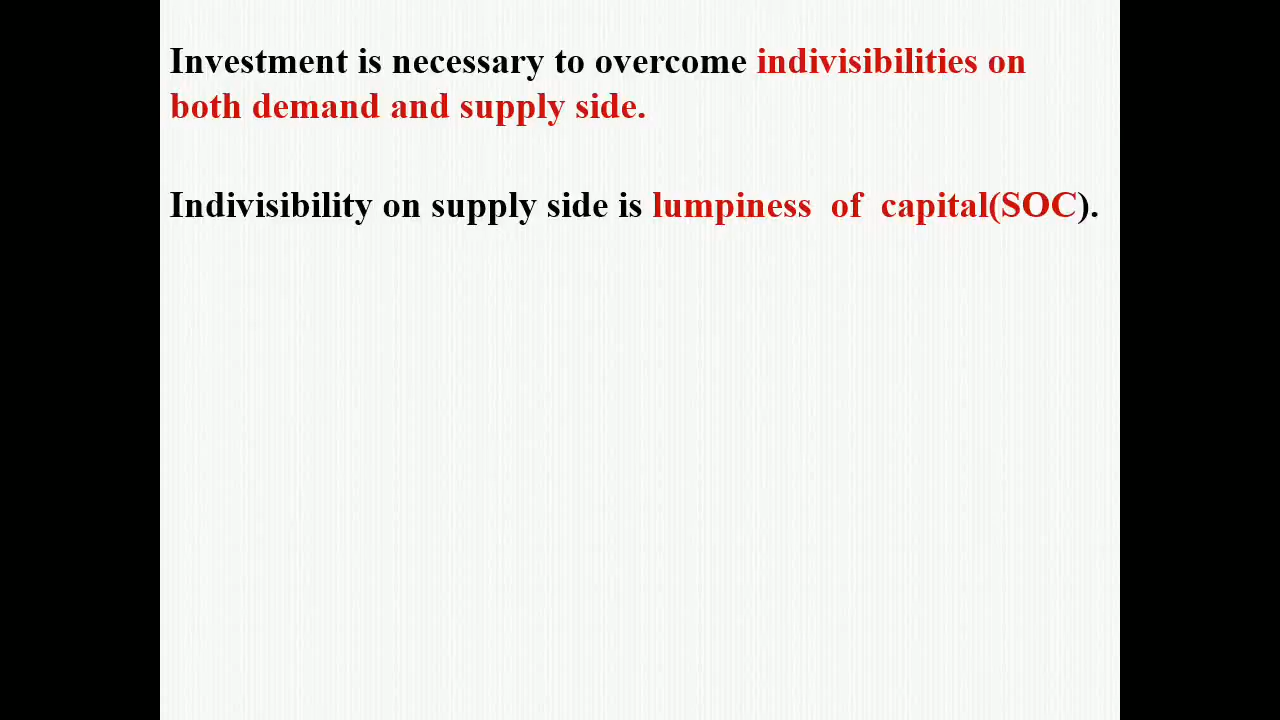 Investment is necessary to overcome indivisibilities on
both demand and supply side.
Indivisibility on supply side is lumpiness of capital(SOC).